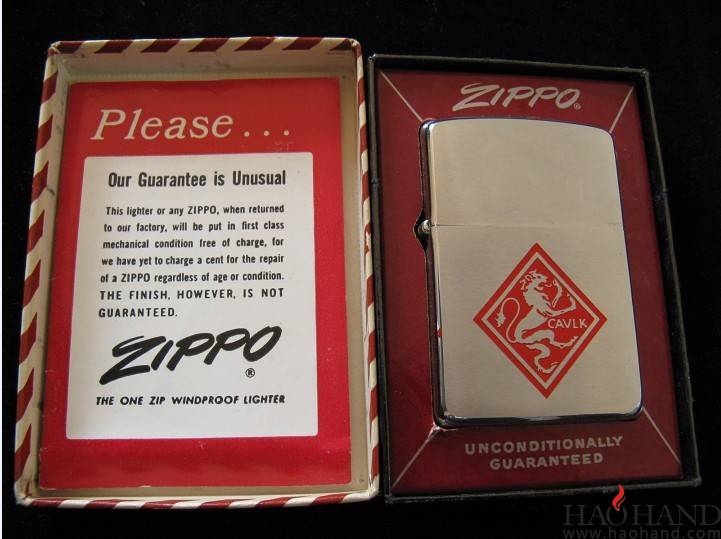 Please...
Our Guarantee is Unusual
This lighter or any ZIPPO, when returned
to our factory, will be put in first class
mechanical condition free of charge, for
we have yet to charge a cent for the repair
of a ZIPPO regardless of age or condition.
THE FINISH, HOWEVER, IS NOT
GUARANTEED.
ZIPPO®
THE ONE ZIP WINDPROOF LIGHTER
ZIPPO®
CAVLK
UNCONDITIONALLY
GUARANTEED
HAOHAND
www.haohand.com